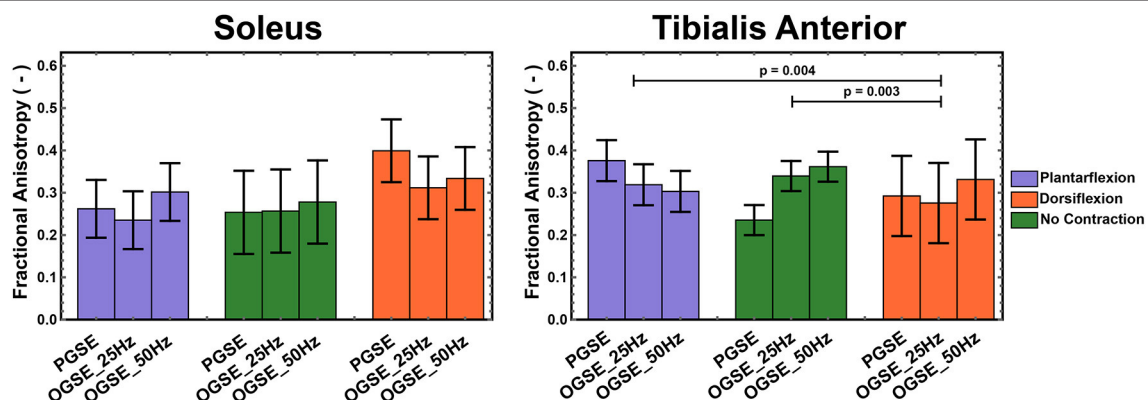 Soleus
Fractional Anisotropy ( - )
0.6
0.5
0.4
0.3
0.2
0.1
0.0
PGSE
OGSE_25Hz
OGSE_50Hz
PGSE
OGSE_25Hz
OGSE_50Hz
PGSE
OGSE_25Hz
OGSE_50Hz
Tibialis Anterior
Fractional Anisotropy ( - )
0.6
0.5
0.4
0.3
0.2
0.1
0.0
p = 0.004
p = 0.003
PGSE
OGSE_25Hz
OGSE_50Hz
PGSE
OGSE_25Hz
OGSE_50Hz
PGSE
OGSE_25Hz
OGSE_50Hz
Plantarflexion
Dorsiflexion
No Contraction